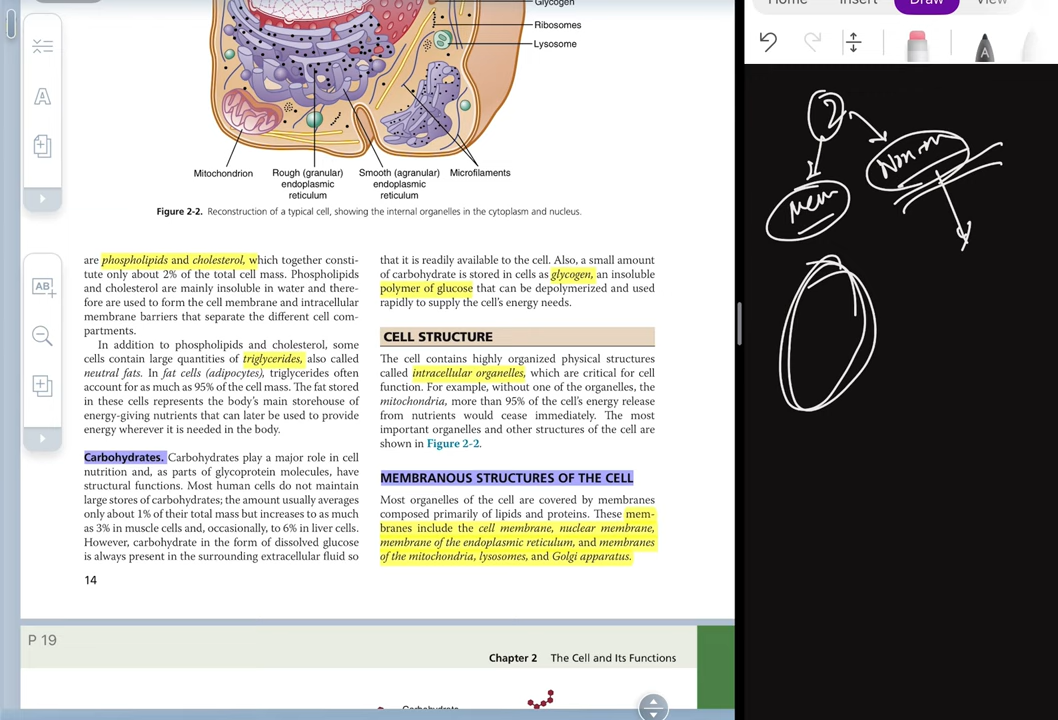 Glycogen
Ribosomes
Lysosome
Mitochondrion
Rough (granular)
endoplasmic
reticulum
Smooth (agranular)
endoplasmic
reticulum
Microfilaments
Figure 2-2. Reconstruction of a typical cell, showing the internal organelles in the cytoplasm and nucleus.
are phospholipids and cholesterol, which together consti-
tute only about 2% of the total cell mass. Phospholipids
and cholesterol are mainly insoluble in water and there-
fore are used to form the cell membrane and intracellular
membrane barriers that separate the different cell com-
partments.
In addition to phospholipids and cholesterol, some
cells contain large quantities of triglycerides, also called
neutral fats. In fat cells (adipocytes), triglycerides often
account for as much as 95% of the cell mass. The fat stored
in these cells represents the body's main storehouse of
energy-giving nutrients that can later be used to provide
energy wherever it is needed in the body.
Carbohydrates. Carbohydrates play a major role in cell
nutrition and, as parts of glycoprotein molecules, have
structural functions. Most human cells do not maintain
large stores of carbohydrates; the amount usually averages
only about 1% of their total mass but increases to as much
as 3% in muscle cells and, occasionally, to 6% in liver cells.
However, carbohydrate in the form of dissolved glucose
is always present in the surrounding extracellular fluid so
14
that it is readily available to the cell. Also, a small amount
of carbohydrate is stored in cells as glycogen, an insoluble
polymer of glucose that can be depolymerized and used
rapidly to supply the cell's energy needs.
CELL STRUCTURE
The cell contains highly organized physical structures
called intracellular organelles, which are critical for cell
function. For example, without one of the organelles, the
mitochondria, more than 95% of the cell's energy release
from nutrients would cease immediately. The most
important organelles and other structures of the cell are
shown in Figure 2-2.
MEMBRANOUS STRUCTURES OF THE CELL
Most organelles of the cell are covered by membranes
composed primarily of lipids and proteins. These mem-
branes include the cell membrane, nuclear membrane,
membrane of the endoplasmic reticulum, and membranes
of the mitochondria, lysosomes, and Golgi apparatus.
P 19
Chapter 2 The Cell and Its Functions
Carbohydrate
Home Insert Draw View
A
A
AB
2
Mem
Non-m